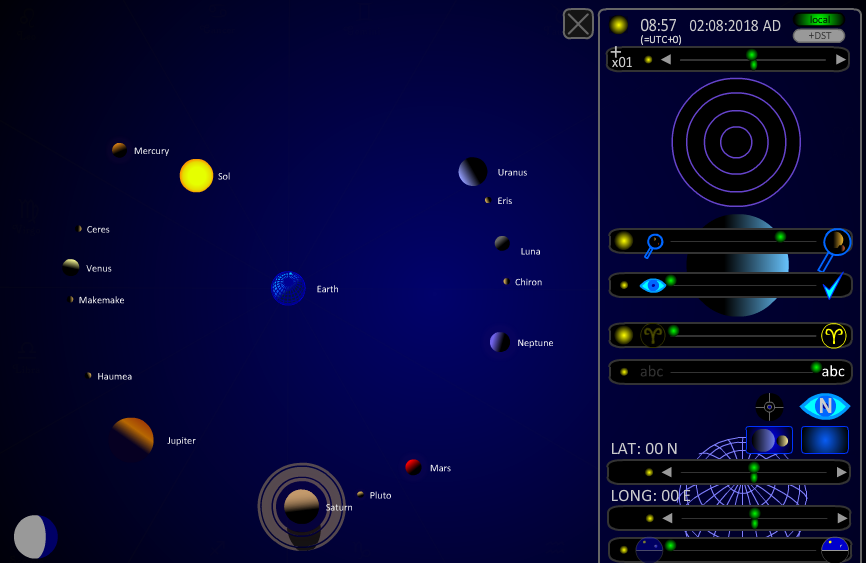 08:57 02:08:2018 AD
local
(=UTC+0)
+DST
+
x01
Mercury
Sol
Uranus
Eris
Ceres
Luna
Venus
Chiron
Earth
Makemake
Neptune
abc abc
Haumea
N
Jupiter
LAT: 00 N
Mars
Pluto
LONG: 00 E
Saturn